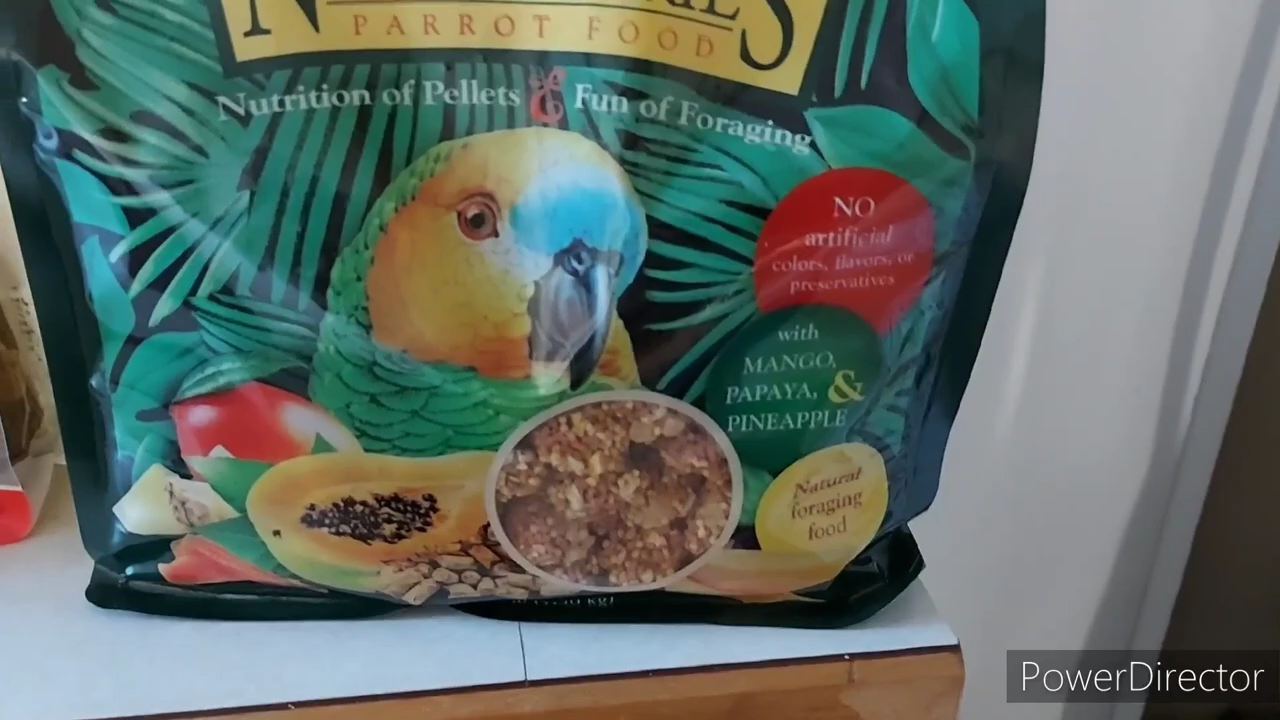 PARROT FOOD
Nutrition of Pellets & Fun of Foraging
NO
artificial
colors, flavors, or
preservatives
with
MANGO,
PAPAYA, &
PINEAPPLE
Natural
foraging
food
PowerDirector